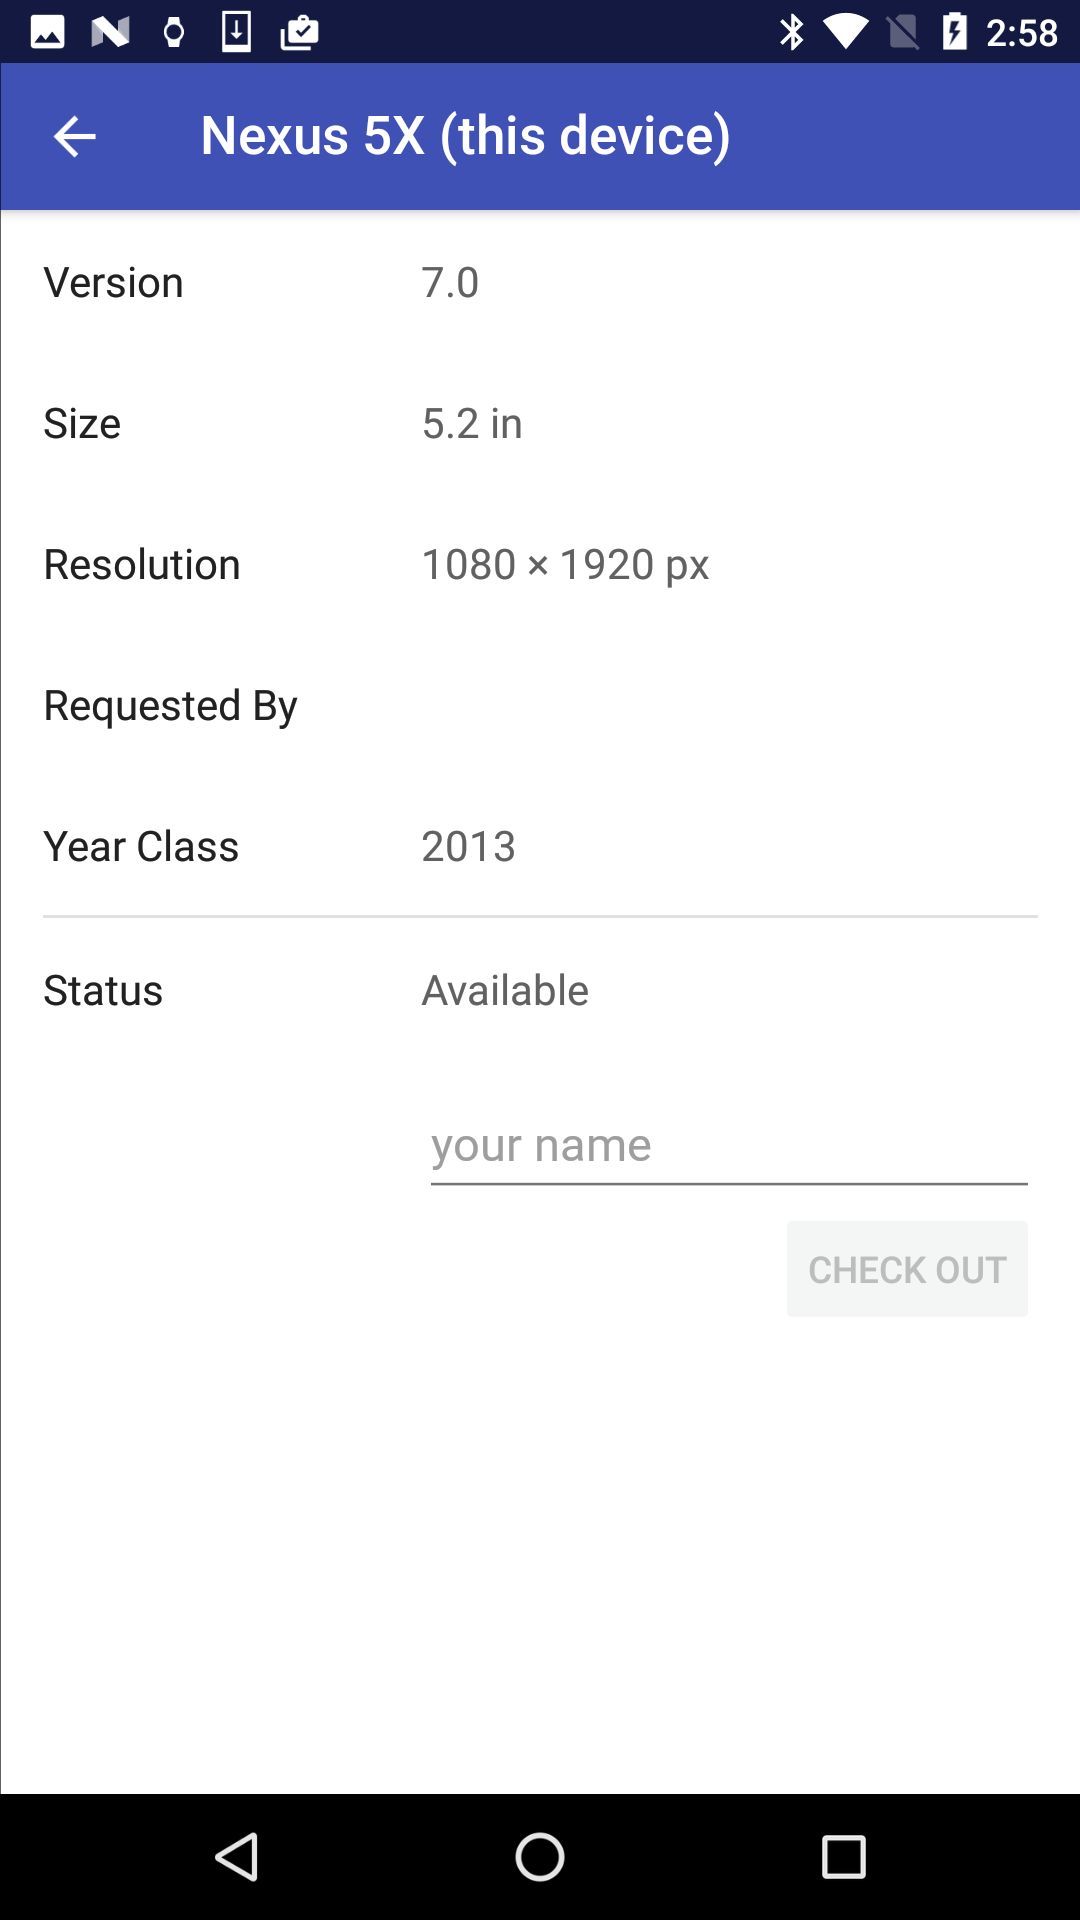 2:58
Nexus 5X (this device)
Version 7.0
Size 5.2 in
Resolution 1080 × 1920 px
Requested By
Year Class 2013
Status Available
your name
CHECK OUT